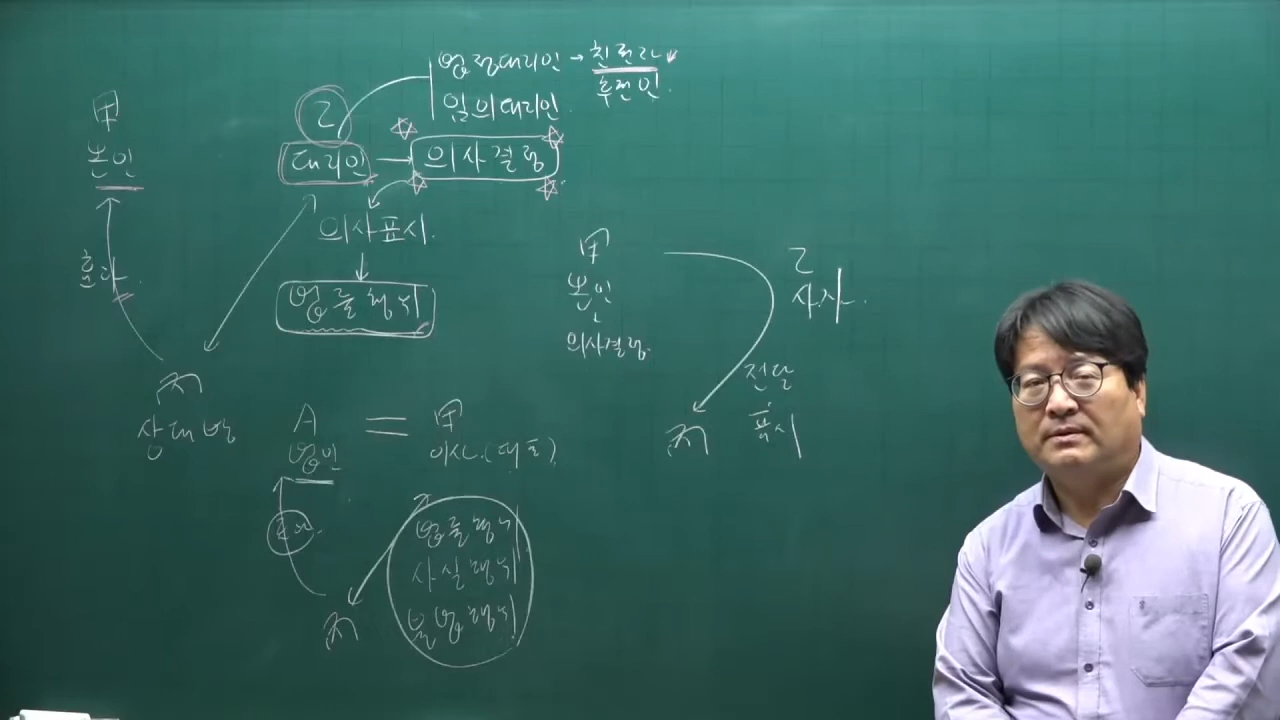 甲
본인
효과
乙
대리인
법정대리인 → 친권자
후견인
임의대리인
의사결정
의사표시
법률행위
丙
상대방
甲
본인
의사결정
乙
사자
전달
표시
丙
A
법인
=
甲
이사(대표)
효과
법률행위
사실행위
불법행위
丙